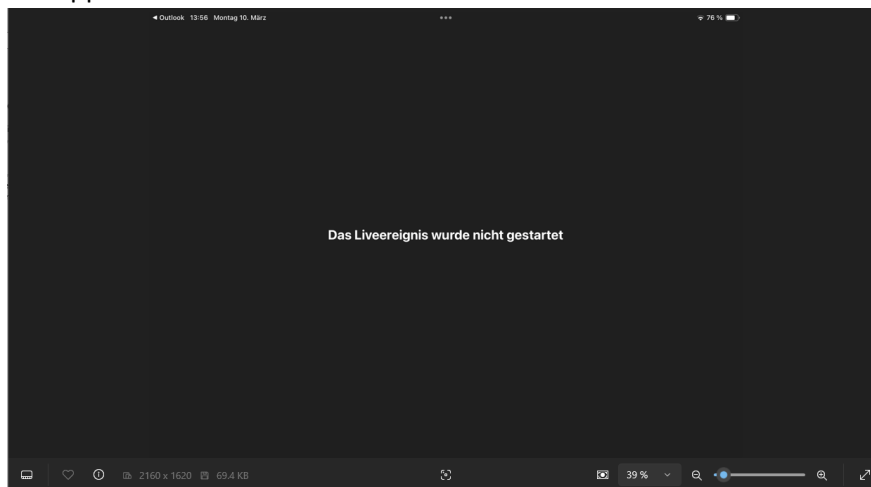 ◀ Outlook 13:56 Montag 10. März ••• 76 %
Das Liveereignis wurde nicht gestartet
2160 x 1620 69.4 KB 39 %